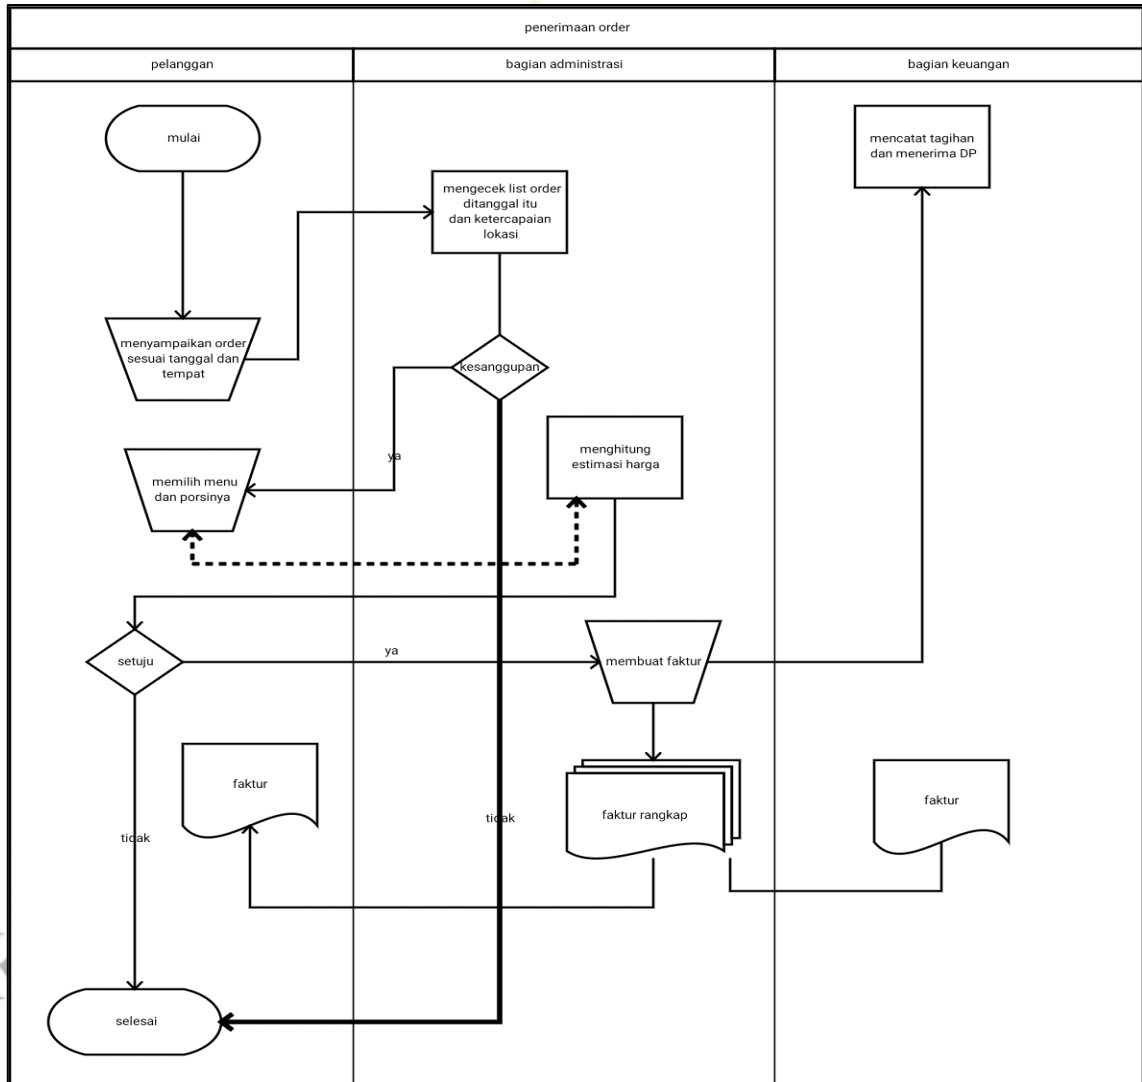 penerimaan order
pelanggan
bagian administrasi
bagian keuangan
mulai
mencatat tagihan
dan menerima DP
mengecek list order
ditanggal itu
dan ketercapaian
lokasi
menyampaikan order
sesuai tanggal dan
tempat
kesanggupan
ya
memilih menu
dan porsinya
menghitung
estimasi harga
setuju
ya
membuat faktur
faktur
faktur rangkap
faktur
tidak
tidak
selesai